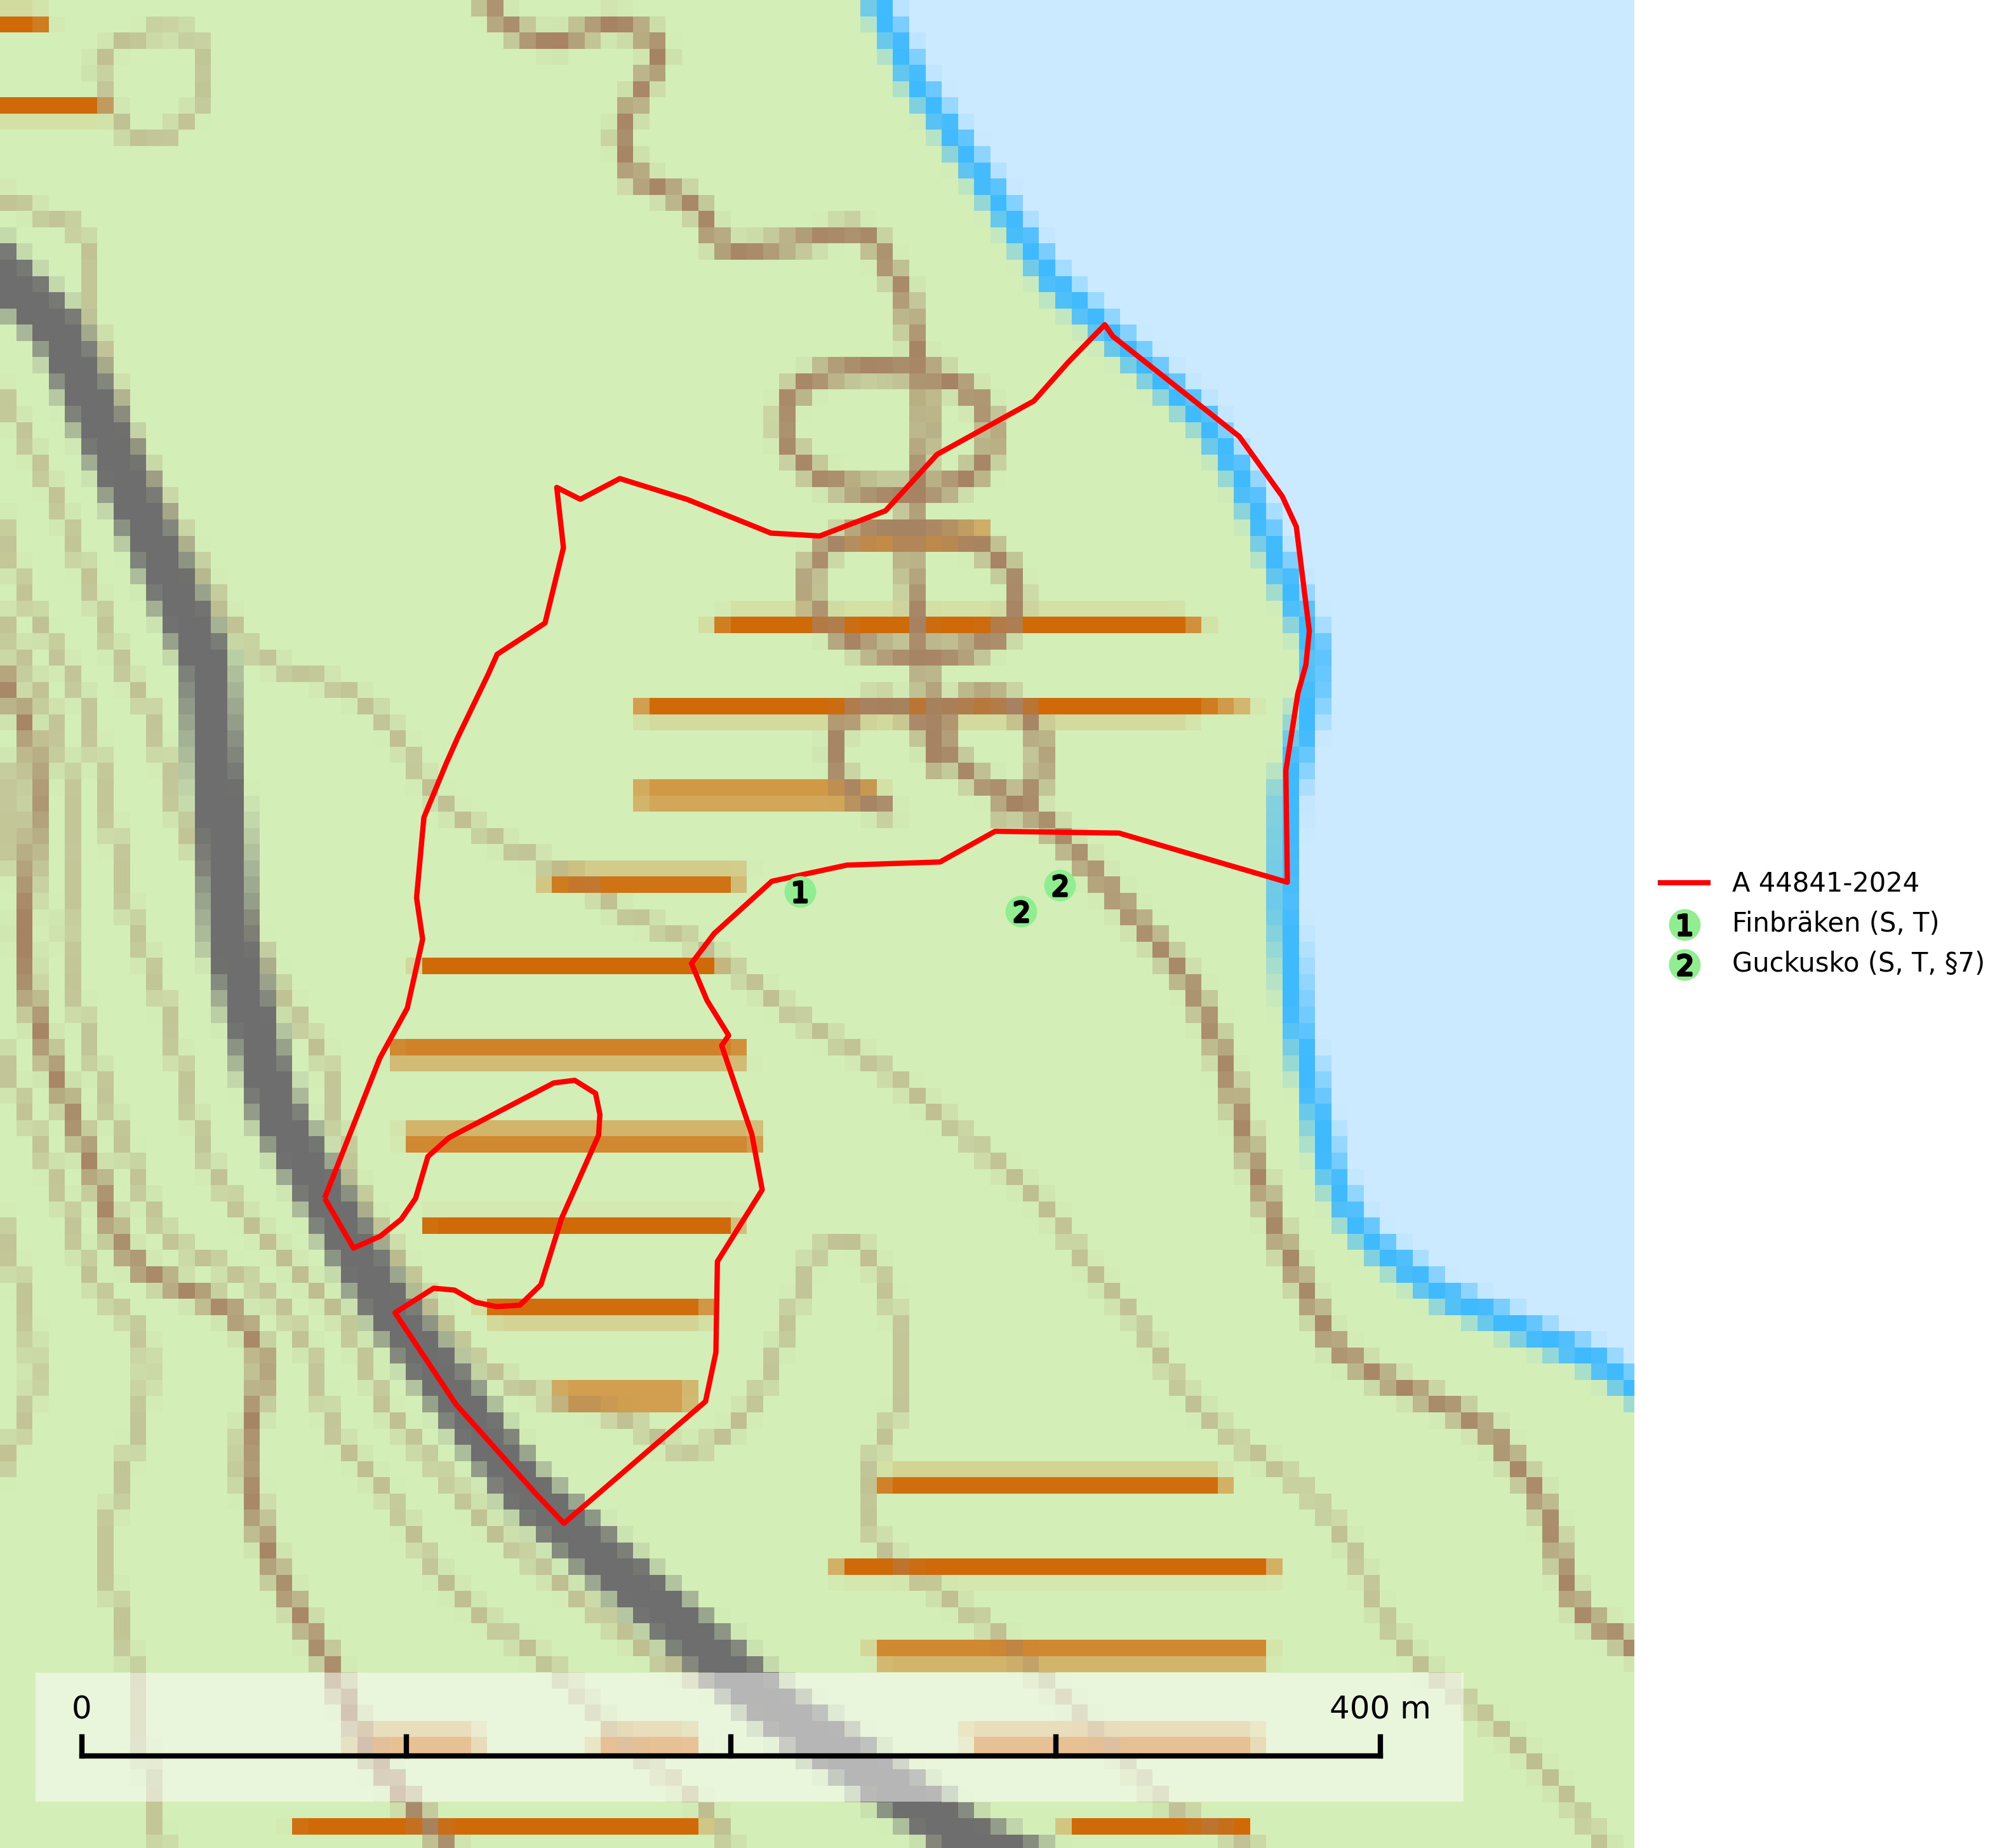 1
2
2
A 44841-2024
1 Finbräken (S, T)
2 Guckusko (S, T, §7)
0 400 m